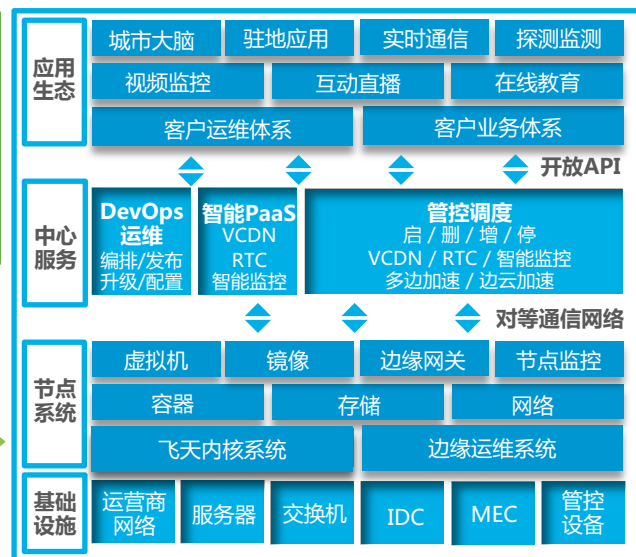 应用
生态
城市大脑
驻地应用
实时通信
探测监测
视频监控
互动直播
在线教育
客户运维体系
客户业务体系
开放API
中心
服务
DevOps
运维
编排/发布
升级/配置
智能PaaS
VCDN
RTC
智能监控
管控调度
启 / 删 / 增 / 停
VCDN / RTC / 智能监控
多边加速 / 边云加速
对等通信网络
节点
系统
虚拟机
镜像
边缘网关
节点监控
容器
存储
网络
飞天内核系统
边缘运维系统
基础
设施
运营商
网络
服务器
交换机
IDC
MEC
管控
设备